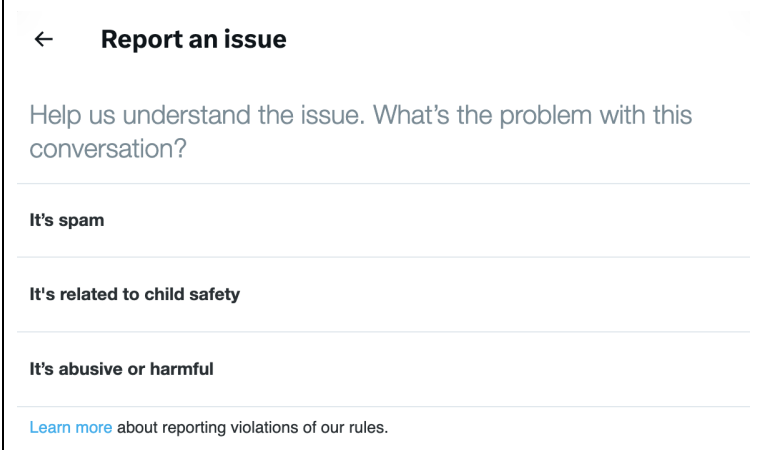 Report an issue
Help us understand the issue. What’s the problem with this
conversation?
It’s spam
It's related to child safety
It’s abusive or harmful
Learn more about reporting violations of our rules.